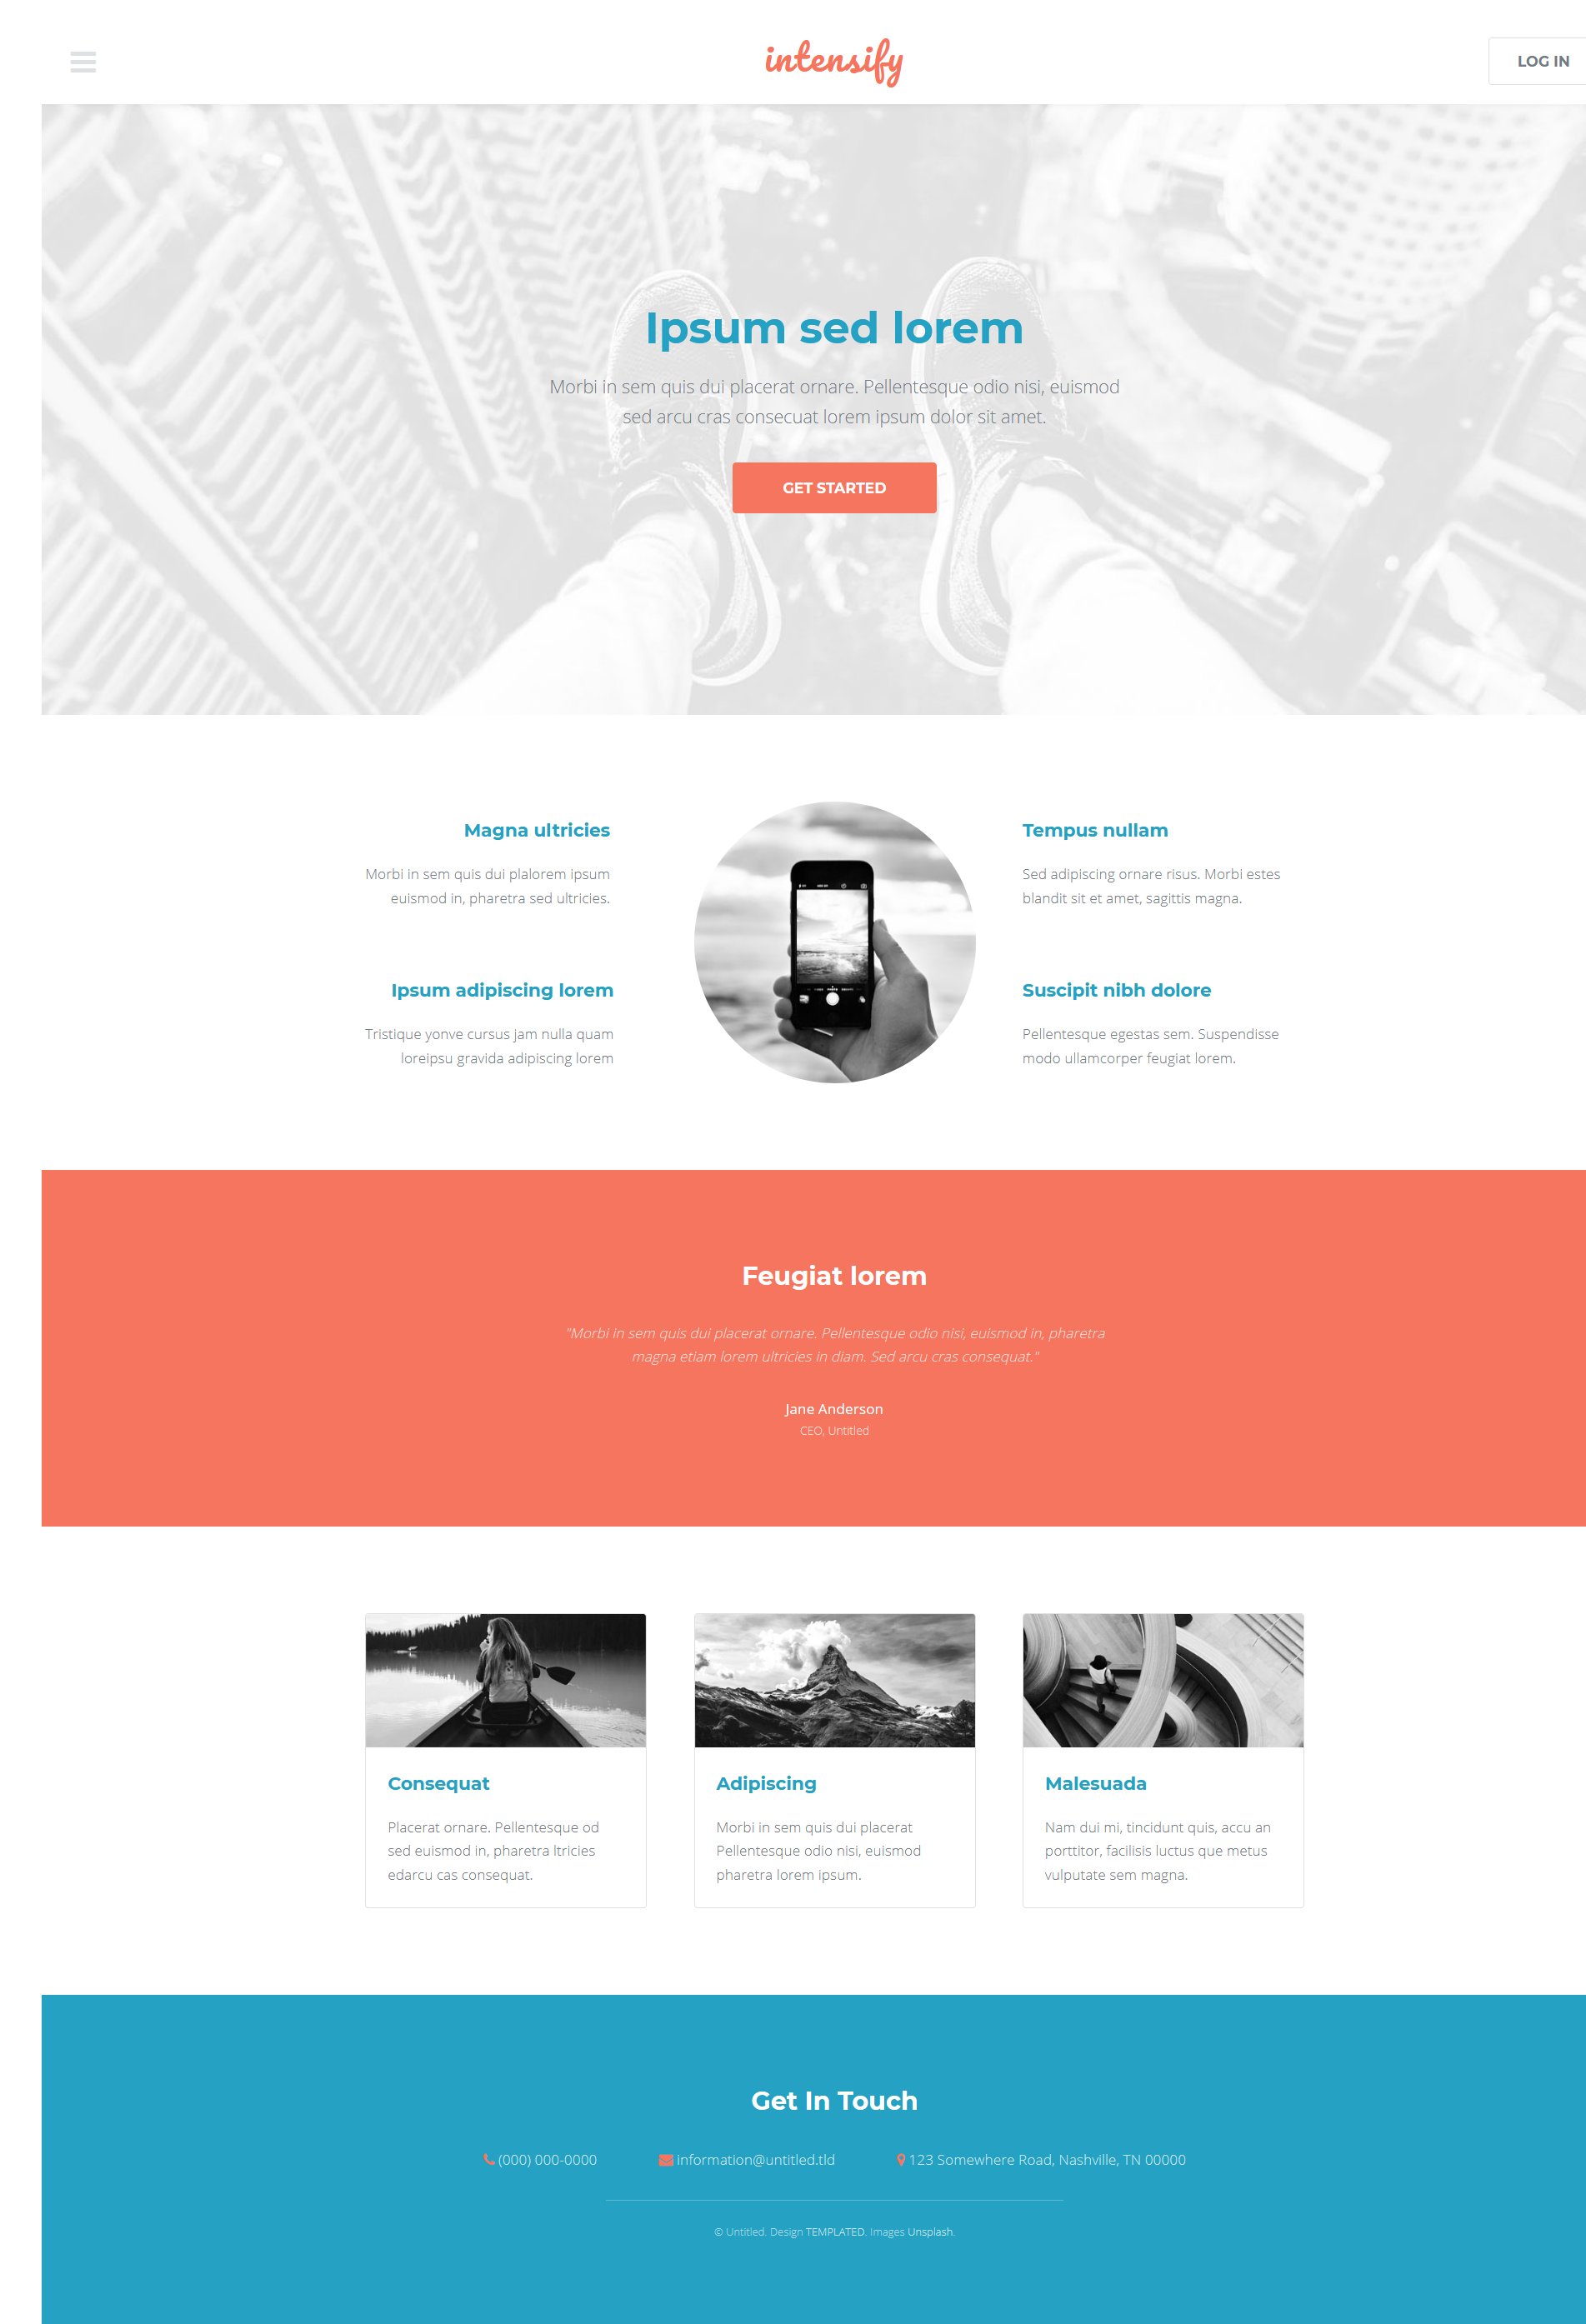 intensify
LOG IN
Ipsum sed lorem
Morbi in sem quis dui placerat ornare. Pellentesque odio nisi, euismod
sed arcu cras consecuat lorem ipsum dolor sit amet.
GET STARTED
Magna ultricies
Morbi in sem quis dui plalorem ipsum
euismod in, pharetra sed ultricies.
Ipsum adipiscing lorem
Tristique yonve cursus jam nulla quam
loreipsu gravida adipiscing lorem
Tempus nullam
Sed adipiscing ornare risus. Morbi estes
blandit sit et amet, sagittis magna.
Suscipit nibh dolore
Pellentesque egestas sem. Suspendisse
modo ullamcorper feugiat lorem.
Feugiat lorem
"Morbi in sem quis dui placerat ornare. Pellentesque odio nisi, euismod in, pharetra
magna etiam lorem ultricies in diam. Sed arcu cras consequat."
Jane Anderson
CEO, Untitled
Consequat
Placerat ornare. Pellentesque od
sed euismod in, pharetra ltricies
edarcu cas consequat.
Adipiscing
Morbi in sem quis dui placerat
Pellentesque odio nisi, euismod
pharetra lorem ipsum.
Malesuada
Nam dui mi, tincidunt quis, accu an
porttitor, facilisis luctus que metus
vulputate sem magna.
Get In Touch
(000) 000-0000
information@untitled.tld
123 Somewhere Road, Nashville, TN 00000
© Untitled. Design TEMPLATED. Images Unsplash.